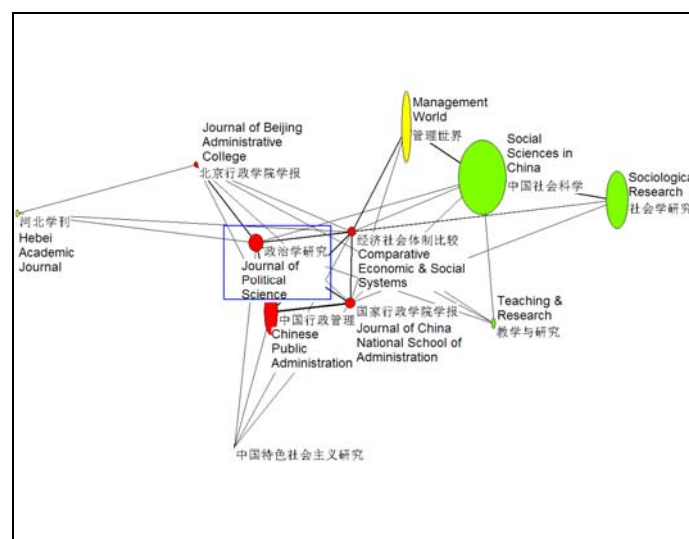 Management
World
管理世界
Journal of Beijing
Administrative
College
北京行政学院学报
Social
Sciences in
China
中国社会科学
Sociological
Research
社会学研究
河北学刊
Hebei
Academic
Journal
政治学研究
Journal of
Political
Science
经济社会体制比较
Comparative
Economic & Social
Systems
中国行政管理
Chinese
Public
Administration
国家行政学院学报
Journal of China
National School of
Administration
Teaching &
Research
教学与研究
中国特色社会主义研究